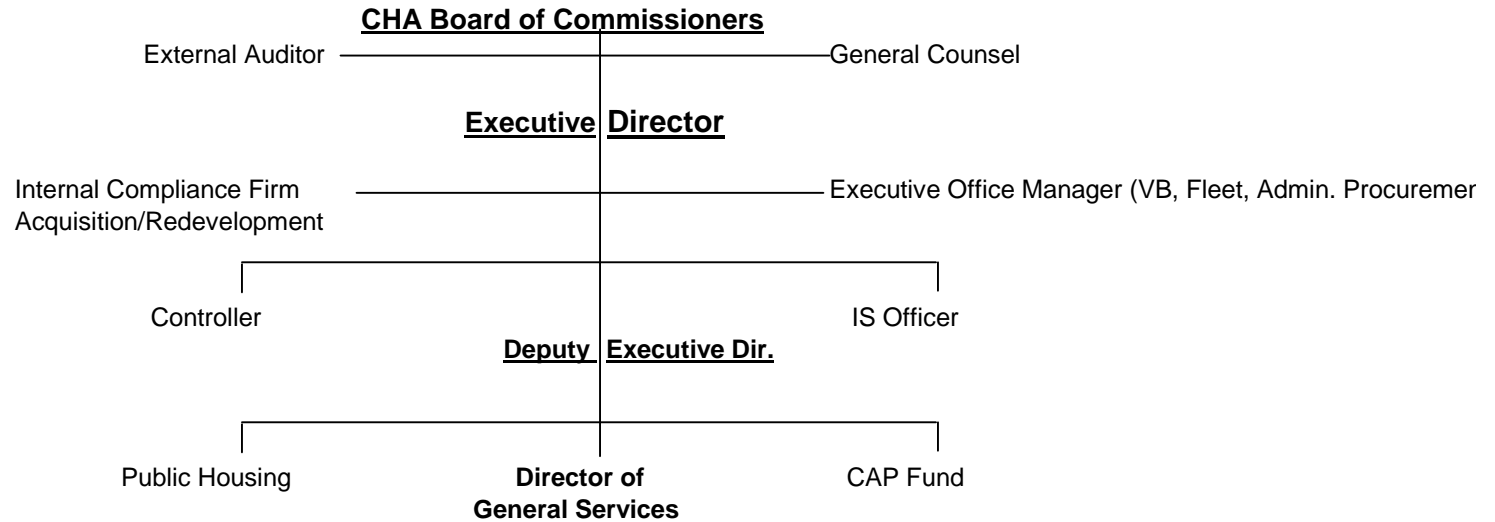 CHA Board of Commissioners
External Auditor
General Counsel
Executive Director
Internal Compliance Firm
Acquisition/Redevelopment
Executive Office Manager (VB, Fleet, Admin. Procuremer
Controller
IS Officer
Deputy Executive Dir.
Public Housing
Director of
General Services
CAP Fund